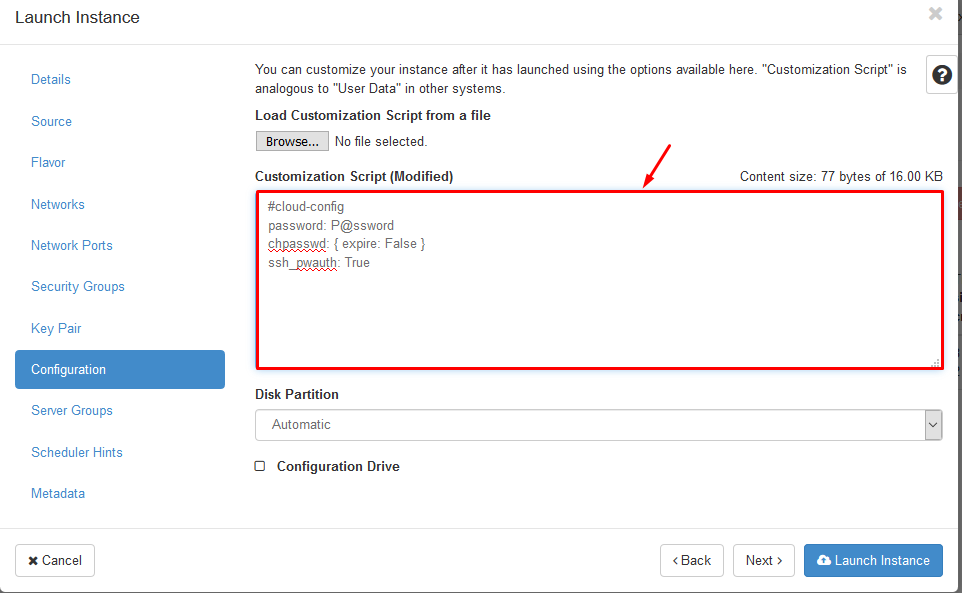 Launch Instance
Details
Source
Flavor
Networks
Network Ports
Security Groups
Key Pair
Configuration
Server Groups
Scheduler Hints
Metadata
You can customize your instance after it has launched using the options available here. "Customization Script" is
analogous to "User Data" in other systems.
Load Customization Script from a file
Browse... No file selected.
Customization Script (Modified) Content size: 77 bytes of 16.00 KB
#cloud-config
password: P@ssword
chpasswd: { expire: False }
ssh_pwauth: True
Disk Partition
Automatic
Configuration Drive
Cancel
Back
Next
Launch Instance